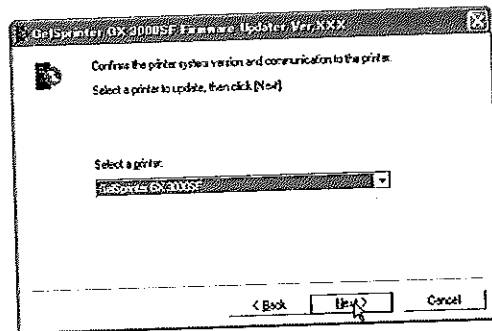 GelSprinter GX 3000SF Firmware Updater Ver.XXX
Confirms the printer system version and communication to the printer.
Select a printer to update, then click [Next].
Select a printer:
GelSprinter GX 3000SF
< Back
Next >
Cancel